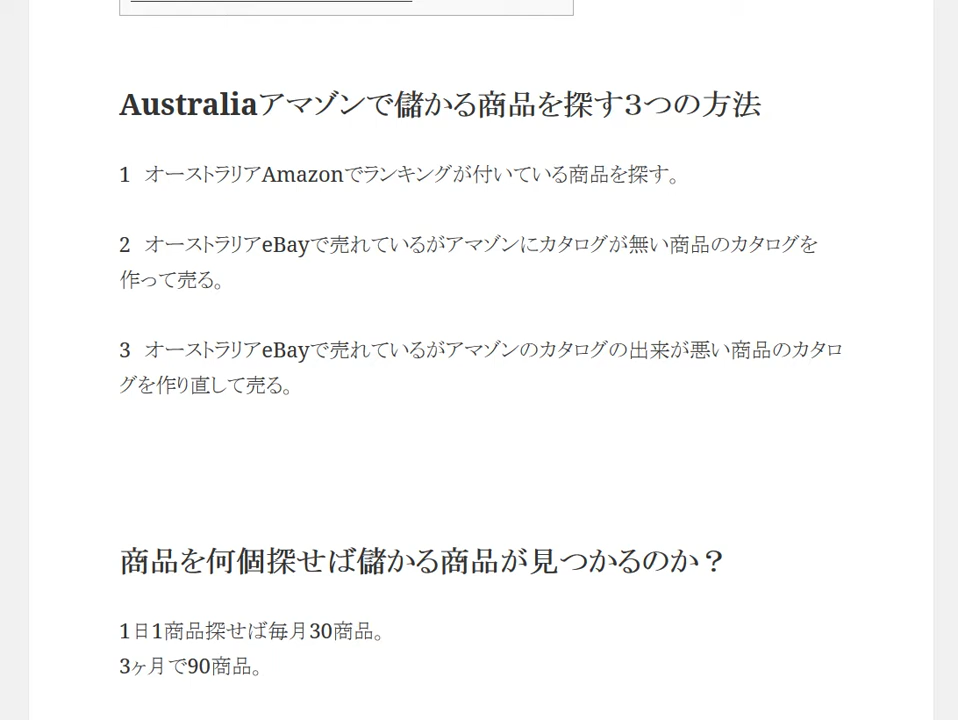 Australiaアマゾンで儲かる商品を探す３つの方法
1 オーストラリアAmazonでランキングが付いている商品を探す。
2 オーストラリアeBayで売れているがアマゾンにカタログが無い商品のカタログを
作って売る。
3 オーストラリアeBayで売れているがアマゾンのカタログの出来が悪い商品のカタロ
グを作り直して売る。
商品を何個探せば儲かる商品が見つかるのか？
1日1商品探せば毎月30商品。
3ヶ月で90商品。